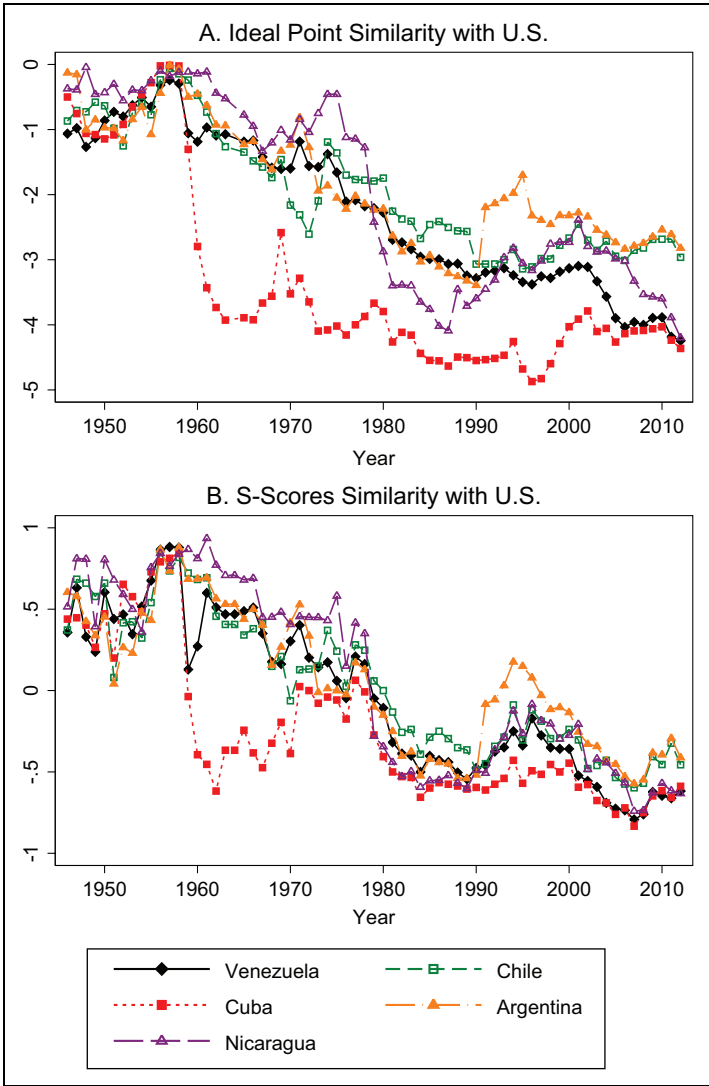 A. Ideal Point Similarity with U.S.
0
-1
-2
-3
-4
-5
1950 1960 1970 1980 1990 2000 2010
Year
B. S-Scores Similarity with U.S.
1
.5
0
-.5
-1
1950 1960 1970 1980 1990 2000 2010
Year
Venezuela Chile
Cuba Argentina
Nicaragua